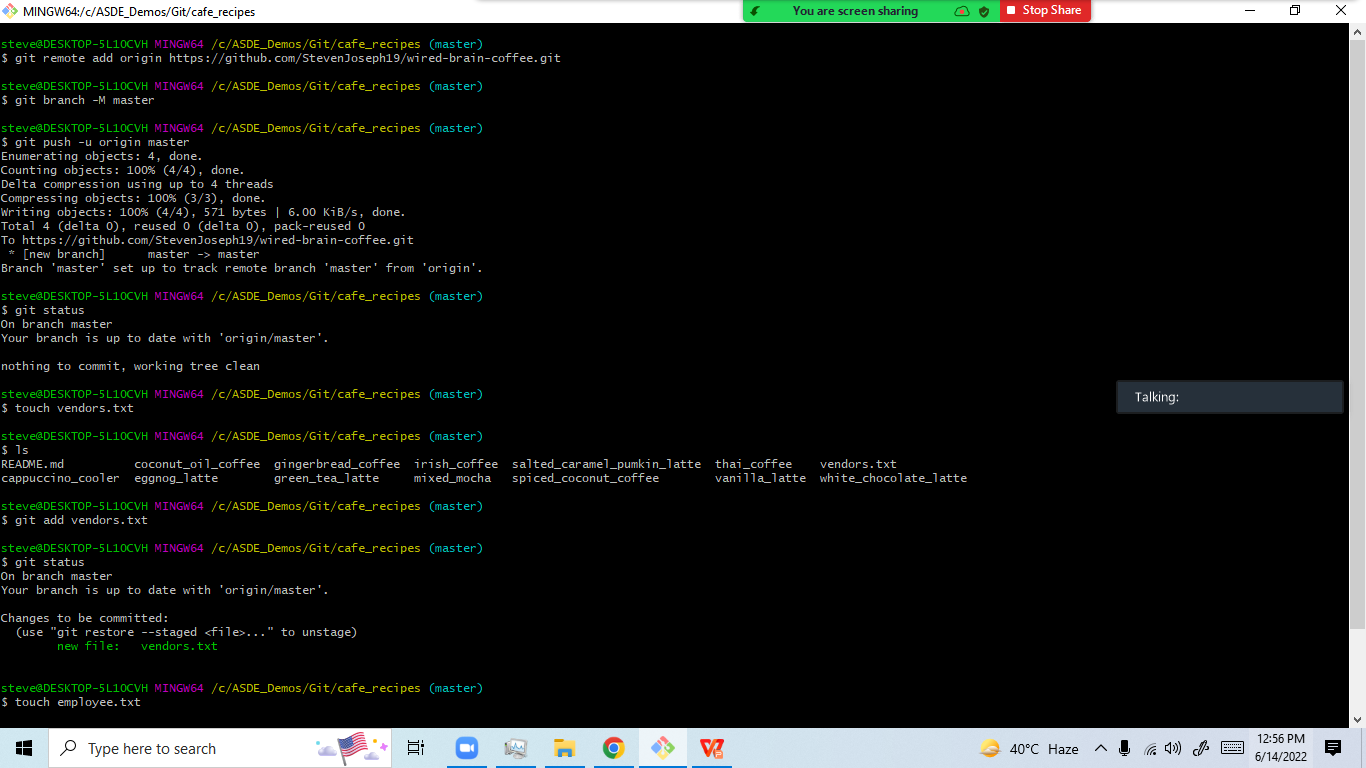 MINGW64:/c/ASDE_Demos/Git/cafe_recipes
You are screen sharing
Stop Share
steve@DESKTOP-5L1OCVH MINGW64 /c/ASDE_Demos/Git/cafe_recipes (master)
$ git remote add origin https://github.com/StevenJoseph19/wired-brain-coffee.git
steve@DESKTOP-5L1OCVH MINGW64 /c/ASDE_Demos/Git/cafe_recipes (master)
$ git branch -M master
steve@DESKTOP-5L1OCVH MINGW64 /c/ASDE_Demos/Git/cafe_recipes (master)
$ git push -u origin master
Enumerating objects: 4, done.
Counting objects: 100% (4/4), done.
Delta compression using up to 4 threads
Compressing objects: 100% (3/3), done.
Writing objects: 100% (4/4), 571 bytes | 6.00 KiB/s, done.
Total 4 (delta 0), reused 0 (delta 0), pack-reused 0
To https://github.com/StevenJoseph19/wired-brain-coffee.git
 * [new branch]      master -> master
Branch 'master' set up to track remote branch 'master' from 'origin'.
steve@DESKTOP-5L1OCVH MINGW64 /c/ASDE_Demos/Git/cafe_recipes (master)
$ git status
On branch master
Your branch is up to date with 'origin/master'.
nothing to commit, working tree clean
steve@DESKTOP-5L1OCVH MINGW64 /c/ASDE_Demos/Git/cafe_recipes (master)
$ touch vendors.txt
Talking:
steve@DESKTOP-5L1OCVH MINGW64 /c/ASDE_Demos/Git/cafe_recipes (master)
$ ls
README.md          coconut_oil_coffee  gingerbread_coffee  irish_coffee  salted_caramel_pumkin_latte  thai_coffee    vendors.txt
cappuccino_cooler  eggnog_latte        green_tea_latte     mixed_mocha   spiced_coconut_coffee        vanilla_latte  white_chocolate_latte
steve@DESKTOP-5L1OCVH MINGW64 /c/ASDE_Demos/Git/cafe_recipes (master)
$ git add vendors.txt
steve@DESKTOP-5L1OCVH MINGW64 /c/ASDE_Demos/Git/cafe_recipes (master)
$ git status
On branch master
Your branch is up to date with 'origin/master'.
Changes to be committed:
  (use "git restore --staged <file>..." to unstage)
        new file:   vendors.txt
steve@DESKTOP-5L1OCVH MINGW64 /c/ASDE_Demos/Git/cafe_recipes (master)
$ touch employee.txt
Type here to search
40°C Haze
12:56 PM
6/14/2022